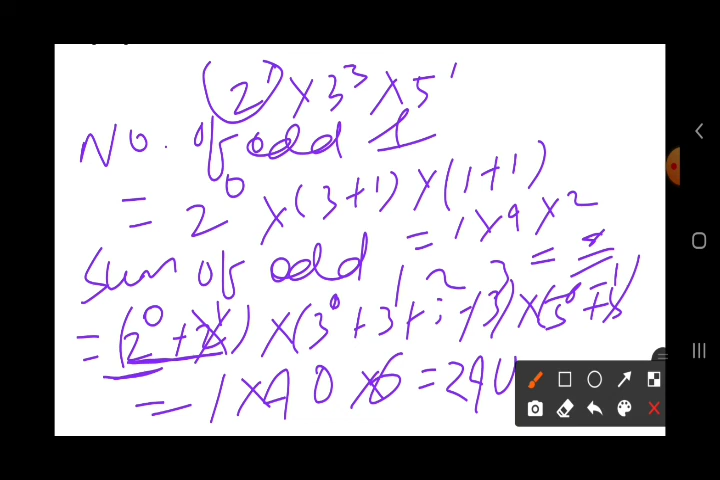 (2¹) × 3³ × 5¹
No. of odd f
= 2⁰ × (3+1) × (1+1)
= 1 × 4 × 2
Sum of odd = 8
= (2⁰ + 2¹) × (3⁰ + 3¹ + 3² - 3³) × (5⁰ + 5¹)
= 1 × 40 × 6 = 240